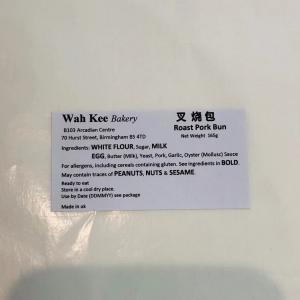 Wah Kee Bakery
B103 Arcadian Centre
70 Hurst Street, Birmingham B5 4TD
叉烧包
Roast Pork Bun
Net Weight 165g
Ingredients: WHITE FLOUR, Sugar, MILK
EGG, Butter (Milk), Yeast, Pork, Garlic, Oyster (Mollusc) Sauce
For allergens, including cereals containing gluten. See ingredients in BOLD.
May contain traces of PEANUTS, NUTS & SESAME.
Ready to eat
Store in a cool dry place.
Use by Date (DDMMYY) see package
Made in uk